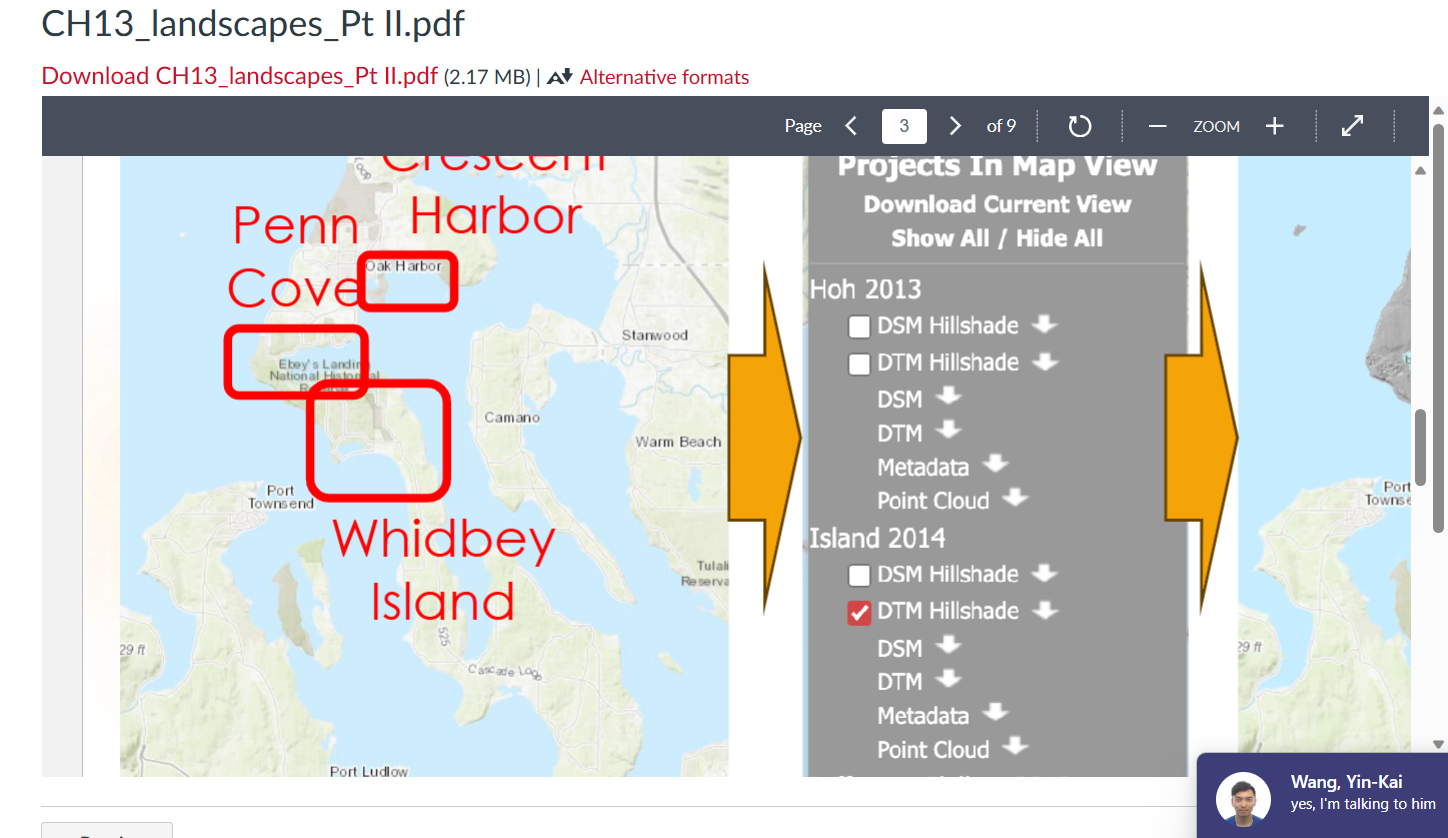 CH13_landscapes_Pt II.pdf
Download CH13_landscapes_Pt II.pdf (2.17 MB) | Alternative formats
Page 3 of 9 ZOOM
Crescent
Harbor
Penn
Cove
Oak Harbor
Ebey's Landing
National Historical
Reserve
Stanwood
Camano
Warm Beach
Port
Townsend
Whidbey
Island
Tulali
Reserva
525
29 ft
Cascade Loop
Port Ludlow
Projects In Map View
Download Current View
Show All / Hide All
Hoh 2013
DSM Hillshade
DTM Hillshade
DSM
DTM
Metadata
Point Cloud
Island 2014
DSM Hillshade
DTM Hillshade
DSM
DTM
Metadata
Point Cloud
Port
Townse
29 ft
Wang, Yin-Kai
yes, I'm talking to him